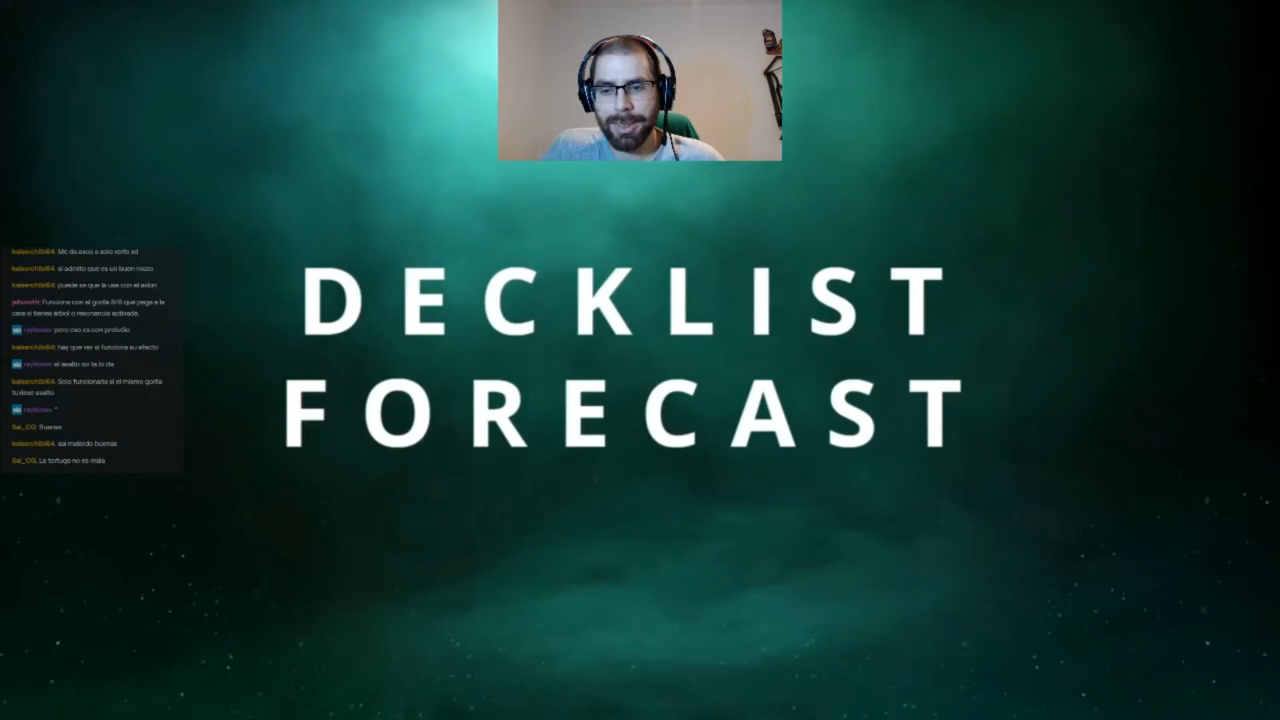 kaiserchibi64: Me da asco a solo verlo xd
kaiserchibi64: si admito que es un buen mazo
kaiserchibi64: puede se que la use con el avion
jeburoth: Funciona con el gorila 8/8 que pega a la
cara si tienes árbol o resonancia activada.
pero eso es con preludio
kaiserchibi64: hay que ver si funciona su efecto
el asalto no te lo da
kaiserchibi64: Solo funcionaria si el mismo gorila
tuviese asalto
^
Sai_CG: Buenas
kaiserchibi64: sai malardo buenas
Sai_CG: La tortuga no es mala
DECKLIST
FORECAST